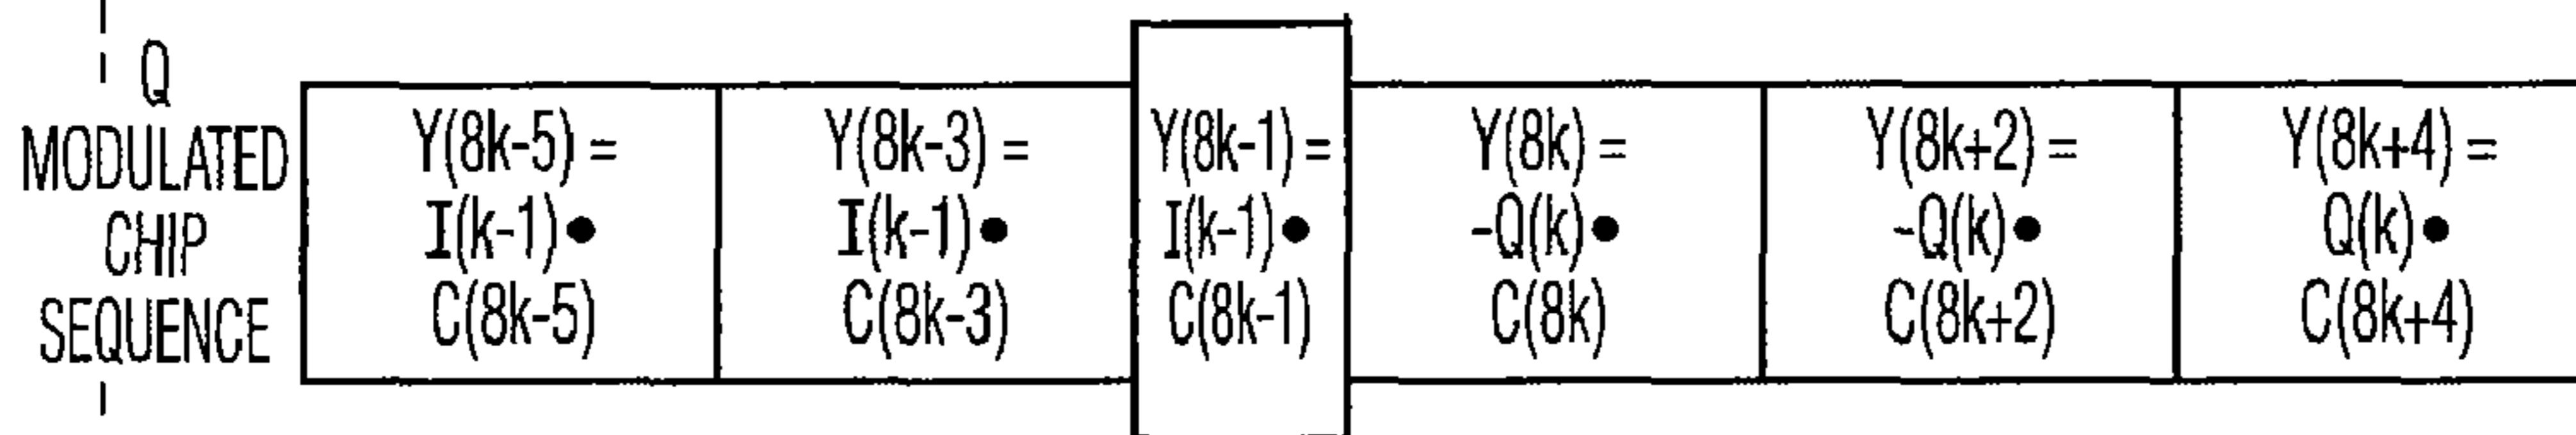 Q
MODULATED
CHIP
SEQUENCE
Y(8k-5) =
I(k-1)●
C(8k-5)
Y(8k-3) =
I(k-1)●
C(8k-3)
Y(8k-1) =
I(k-1)●
C(8k-1)
Y(8k) =
-Q(k)●
C(8k)
Y(8k+2) =
-Q(k)●
C(8k+2)
Y(8k+4) =
Q(k)●
C(8k+4)